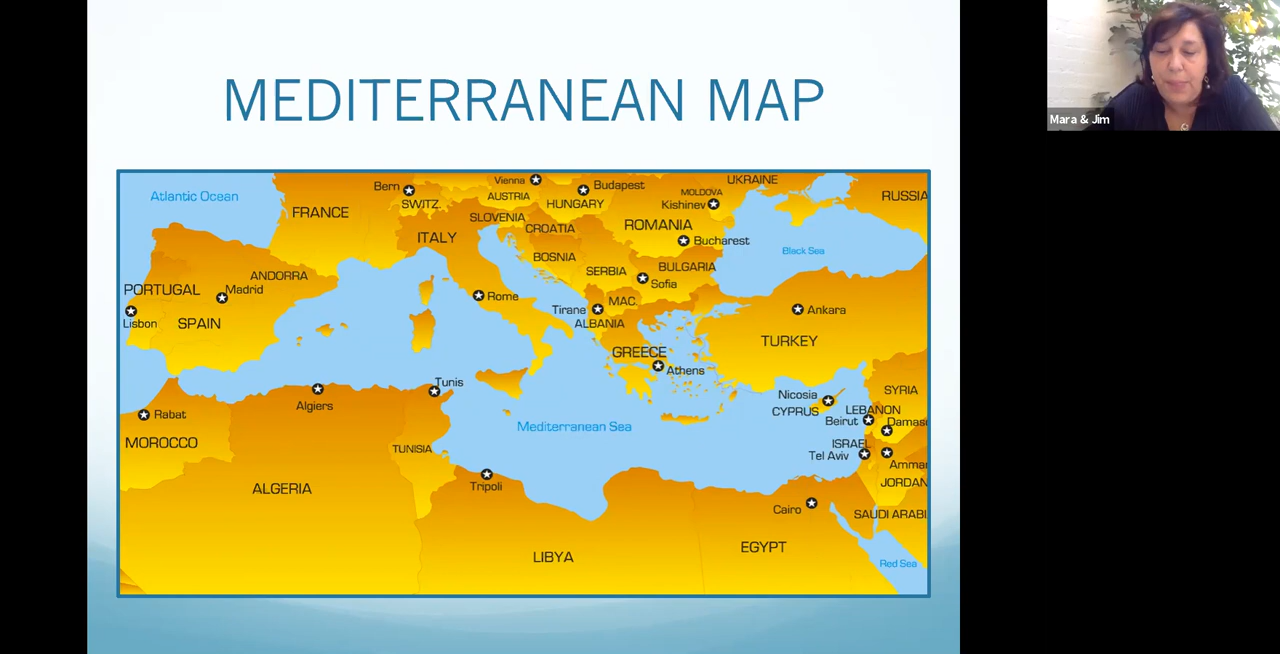 MEDITERRANEAN MAP
Mara & Jim
Atlantic Ocean
FRANCE
Bern
SWITZ.
Vienna
AUSTRIA
Budapest
HUNGARY
MOLDOVA
Kishinev
UKRAINE
RUSSIA
SLOVENIA
CROATIA
ITALY
ROMANIA
Bucharest
Black Sea
BOSNIA
SERBIA
BULGARIA
Sofia
ANDORRA
PORTUGAL
Madrid
Lisbon
SPAIN
Rome
Tirane
MAC.
ALBANIA
Ankara
TURKEY
GREECE
Athens
Tunis
Algiers
Rabat
MOROCCO
Nicosia
CYPRUS
SYRIA
LEBANON
Beirut
Damas
Mediterranean Sea
ISRAEL
Tel Aviv
Amman
JORDAN
TUNISIA
ALGERIA
Tripoli
Cairo
SAUDI ARABI
LIBYA
EGYPT
Red Sea